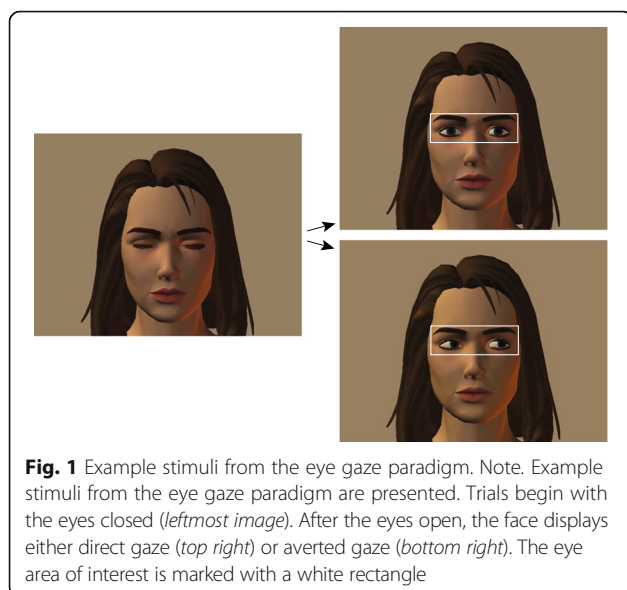 Fig. 1 Example stimuli from the eye gaze paradigm. Note. Example
stimuli from the eye gaze paradigm are presented. Trials begin with
the eyes closed (leftmost image). After the eyes open, the face displays
either direct gaze (top right) or averted gaze (bottom right). The eye
area of interest is marked with a white rectangle